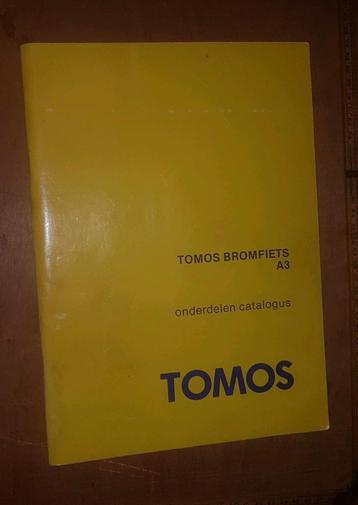 TOMOS BROMFIETS
A3
onderdelen catalogus
TOMOS